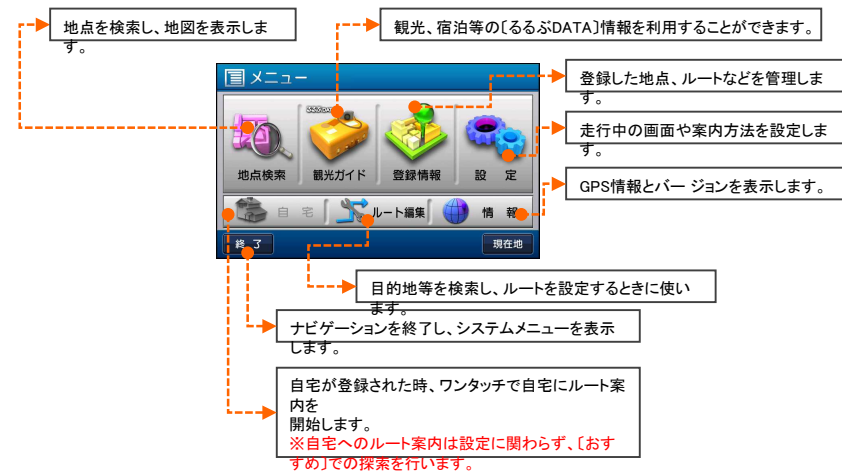 地点を検索し、地図を表示しま
す。
観光、宿泊等の〔るるぶDATA〕情報を利用することができます。
メニュー
登録した地点、ルートなどを管理しま
す。
るるぶDATA
走行中の画面や案内方法を設定しま
す。
地点検索
観光ガイド
登録情報
設 定
GPS情報とバー ジョンを表示します。
自 宅
ルート編集
情 報
終 了
現在地
目的地等を検索し、ルートを設定するときに使い
ます。
ナビゲーションを終了し、システムメニューを表示
します。
自宅が登録された時、ワンタッチで自宅にルート案
内を
開始します。
※自宅へのルート案内は設定に関わらず、〔おす
すめ〕での探索を行います。